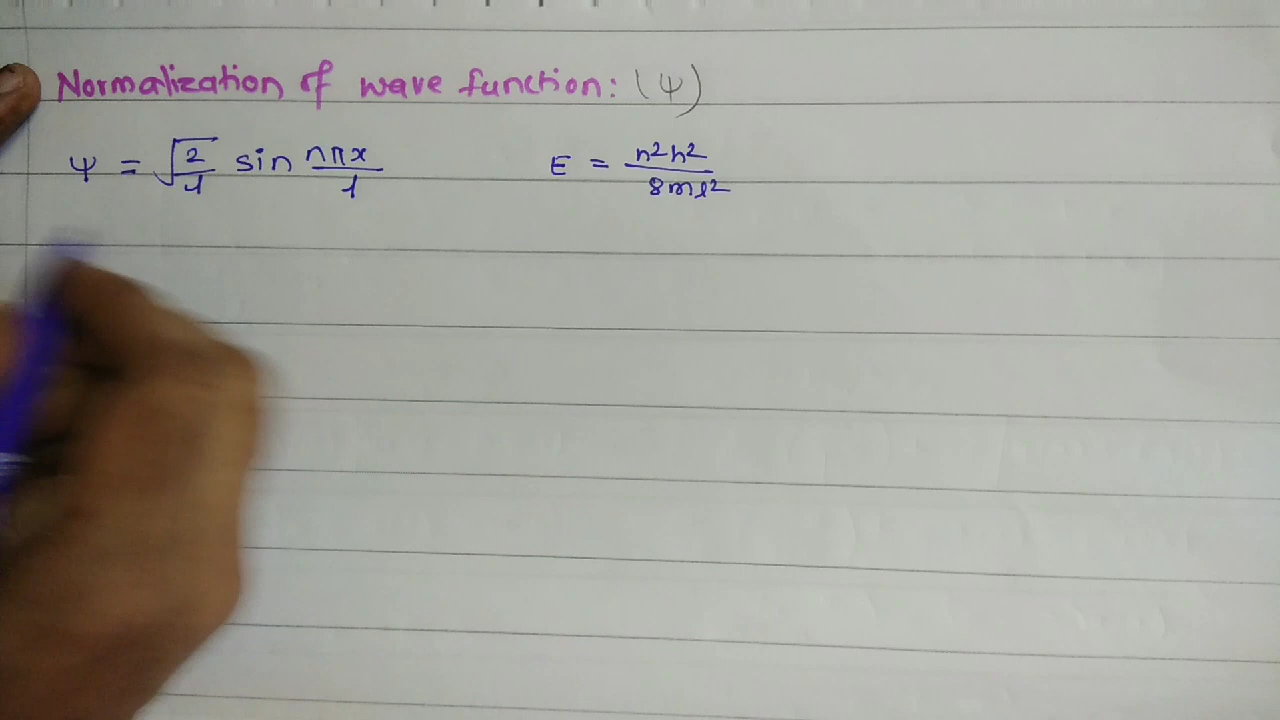 Normalization of wave function: (Ψ)
Ψ = √(2/l) sin nπx/l E = n²h²/8ml²